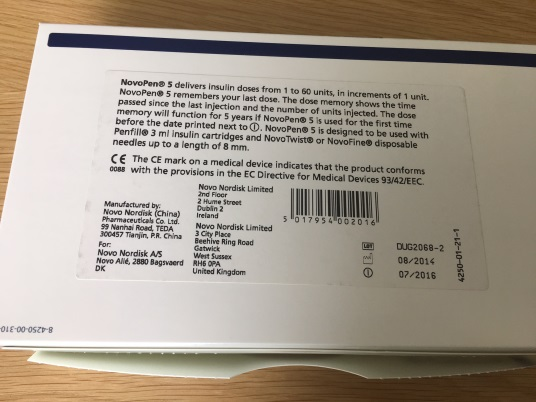 NovoPen® 5 delivers insulin doses from 1 to 60 units, in increments of 1 unit.
NovoPen® 5 remembers your last dose. The dose memory shows the time
passed since the last injection and the number of units injected. The dose
memory will function for 5 years if NovoPen® 5 is used for the first time
before the date printed next to ⓘ. NovoPen® 5 is designed to be used with
Penfill® 3 ml insulin cartridges and NovoTwist® or NovoFine® disposable
needles up to a length of 8 mm.
CE The CE mark on a medical device indicates that the product conforms
0088 with the provisions in the EC Directive for Medical Devices 93/42/EEC.
Manufactured by:
Novo Nordisk (China)
Pharmaceuticals Co. Ltd.
99 Nanhai Road, TEDA
300457 Tianjin, P.R. China
For:
Novo Nordisk A/S
Novo Allé, 2880 Bagsvaerd
DK
Novo Nordisk Limited
2nd Floor
2 Hume Street
Dublin 2
Ireland
Novo Nordisk Limited
3 City Place
Beehive Ring Road
Gatwick
West Sussex
RH6 0PA
United Kingdom
5 017954 002016
LOT DUG2068-2
08/2014
07/2016
4250-01-21-1
8-4250-00-310-